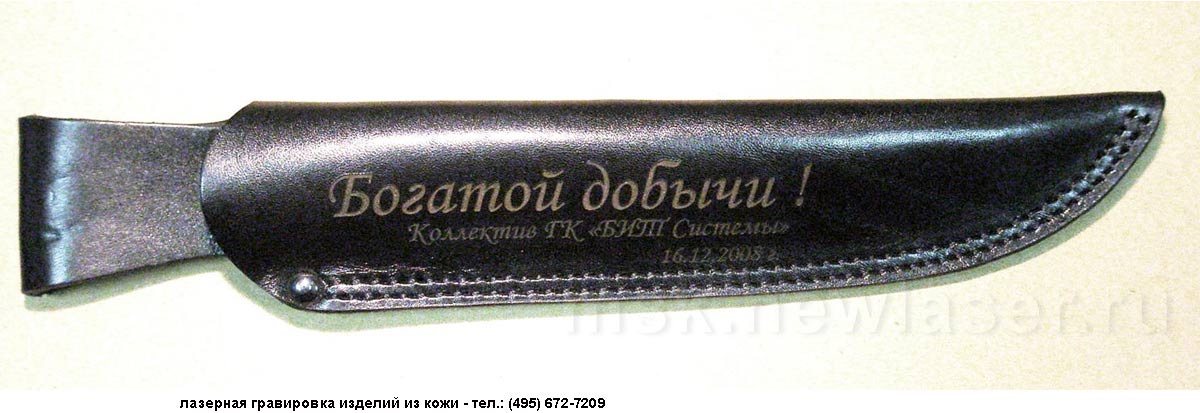 Богатой добычи !
Коллектив ГК «БИТ Системы»
16.12.2008 г.
msk.newlaser.ru
лазерная гравировка изделий из кожи - тел.: (495) 672-7209